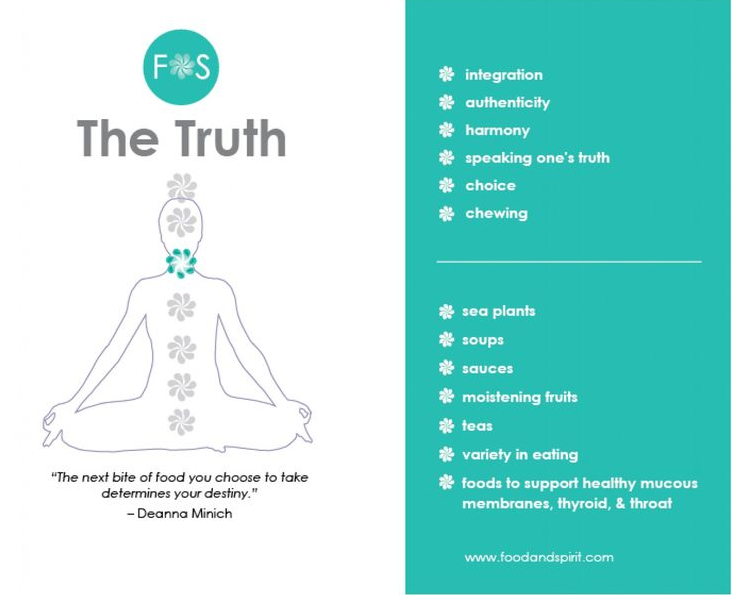 F S
The Truth
“The next bite of food you choose to take
determines your destiny.”
– Deanna Minich
integration
authenticity
harmony
speaking one's truth
choice
chewing
sea plants
soups
sauces
moistening fruits
teas
variety in eating
foods to support healthy mucous
membranes, thyroid, & throat
www.foodandspirit.com